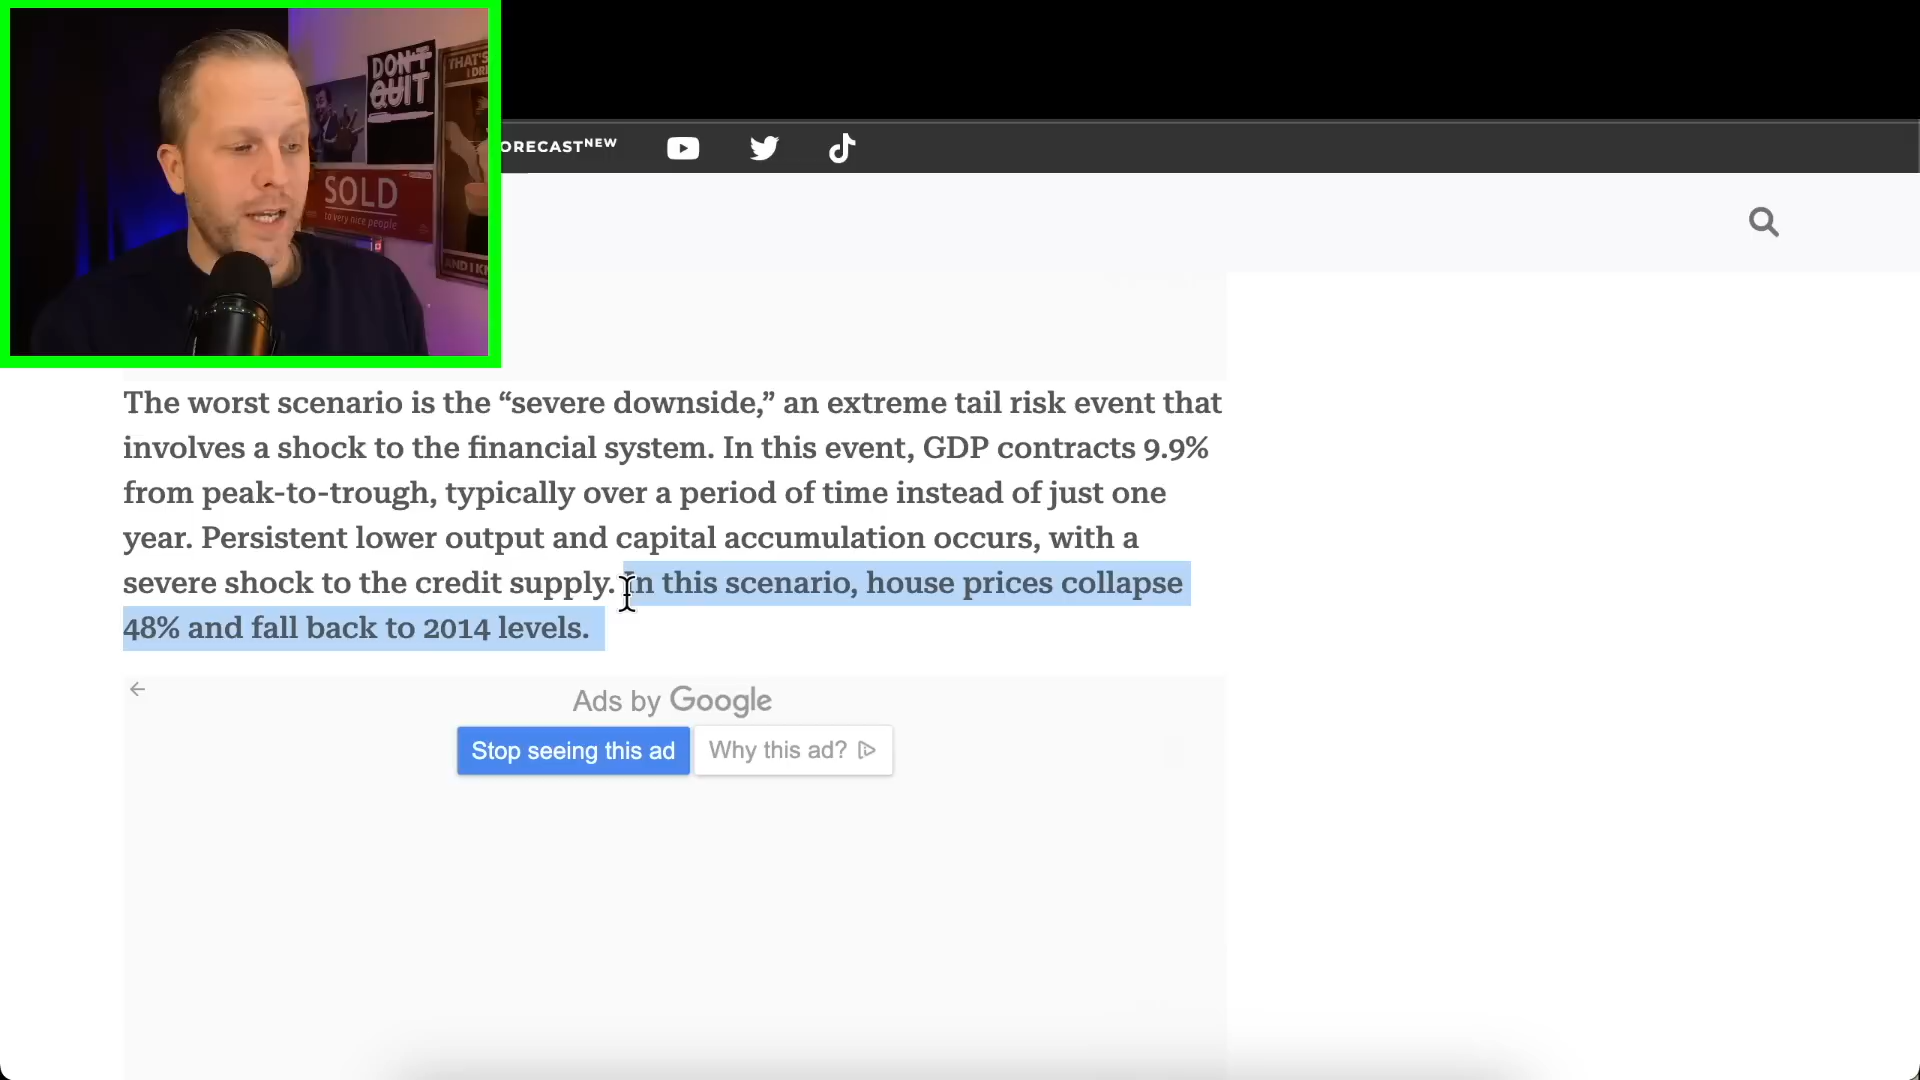 DON'T
QUIT
THAT'S
I DRI
SOLD
to very nice people
AND I K
ORECASTNEW
The worst scenario is the “severe downside,” an extreme tail risk event that
involves a shock to the financial system. In this event, GDP contracts 9.9%
from peak-to-trough, typically over a period of time instead of just one
year. Persistent lower output and capital accumulation occurs, with a
severe shock to the credit supply. In this scenario, house prices collapse
48% and fall back to 2014 levels.
Ads by Google
Stop seeing this ad
Why this ad?